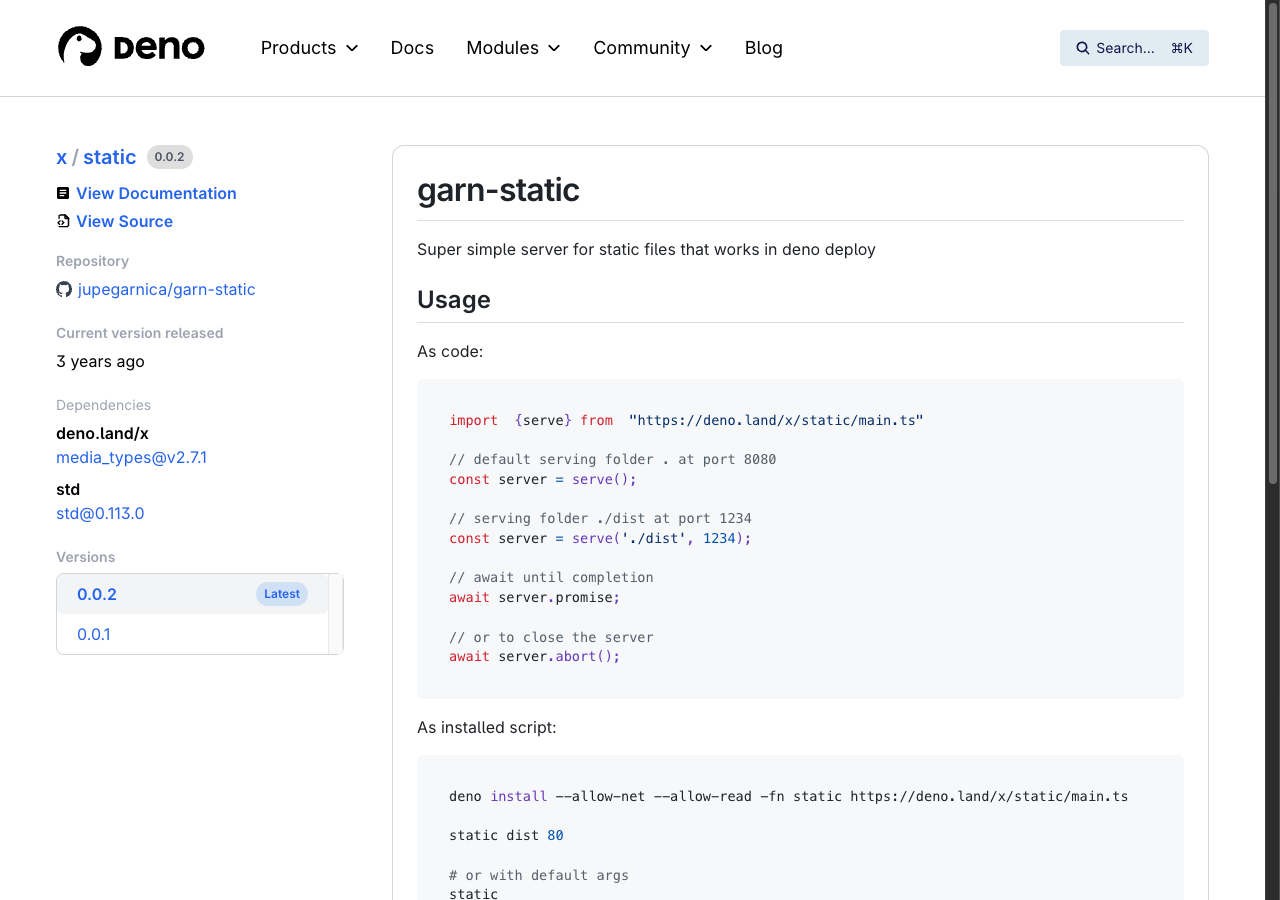 DENO
Products
Docs
Modules
Community
Blog
Search... ⌘K
x / static 0.0.2
View Documentation
View Source
Repository
jupegarnica/garn-static
Current version released
3 years ago
Dependencies
deno.land/x
media_types@v2.7.1
std
std@0.113.0
Versions
0.0.2 Latest
0.0.1
garn-static
Super simple server for static files that works in deno deploy
Usage
As code:
import  {serve} from  "https://deno.land/x/static/main.ts"
// default serving folder . at port 8080
const server = serve();
// serving folder ./dist at port 1234
const server = serve('./dist', 1234);
// await until completion
await server.promise;
// or to close the server
await server.abort();
As installed script:
deno install --allow-net --allow-read -fn static https://deno.land/x/static/main.ts
static dist 80
# or with default args
static